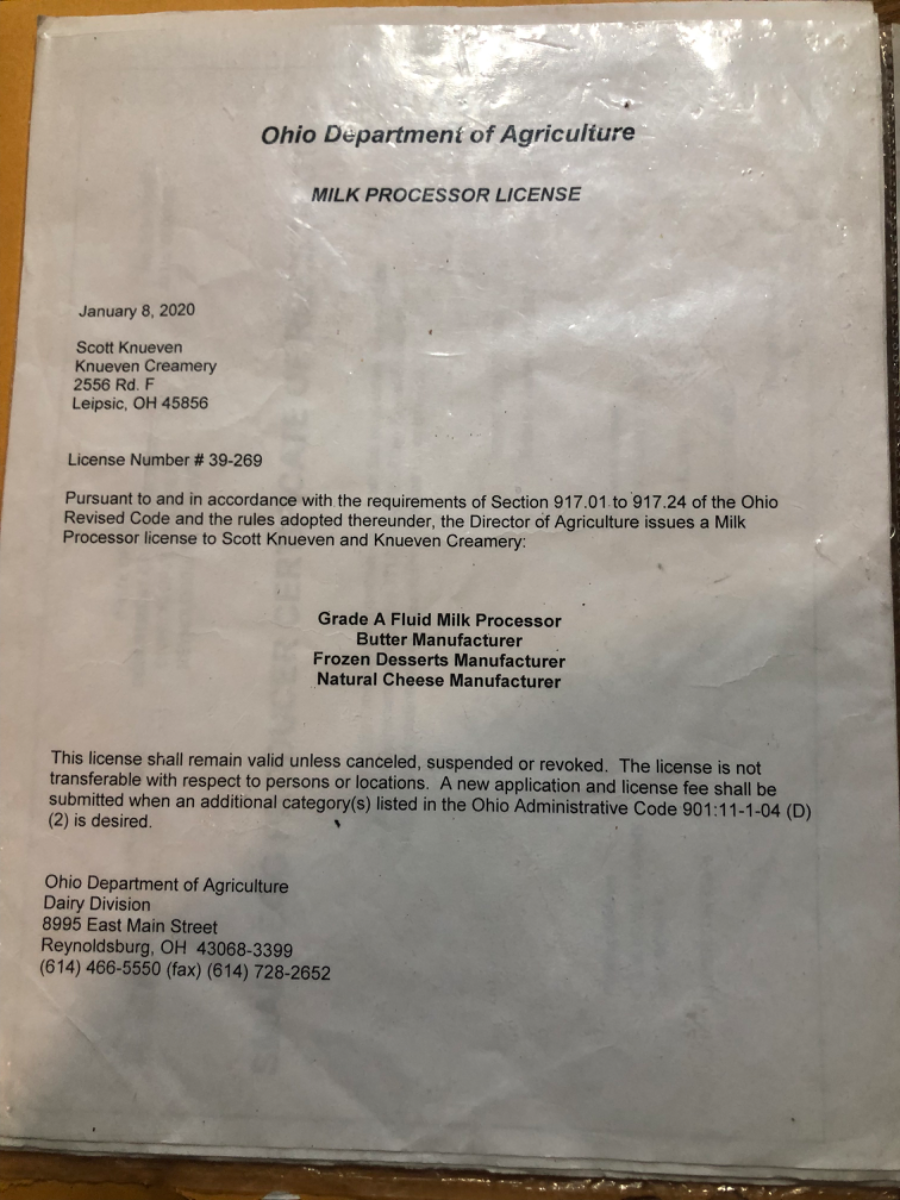 Ohio Department of Agriculture
MILK PROCESSOR LICENSE
January 8, 2020
Scott Knueven
Knueven Creamery
2556 Rd. F
Leipsic, OH 45856
License Number # 39-269
Pursuant to and in accordance with the requirements of Section 917.01 to 917.24 of the Ohio
Revised Code and the rules adopted thereunder, the Director of Agriculture issues a Milk
Processor license to Scott Knueven and Knueven Creamery:
Grade A Fluid Milk Processor
Butter Manufacturer
Frozen Desserts Manufacturer
Natural Cheese Manufacturer
This license shall remain valid unless canceled, suspended or revoked. The license is not
transferable with respect to persons or locations. A new application and license fee shall be
submitted when an additional category(s) listed in the Ohio Administrative Code 901:11-1-04 (D)
(2) is desired.
Ohio Department of Agriculture
Dairy Division
8995 East Main Street
Reynoldsburg, OH 43068-3399
(614) 466-5550 (fax) (614) 728-2652